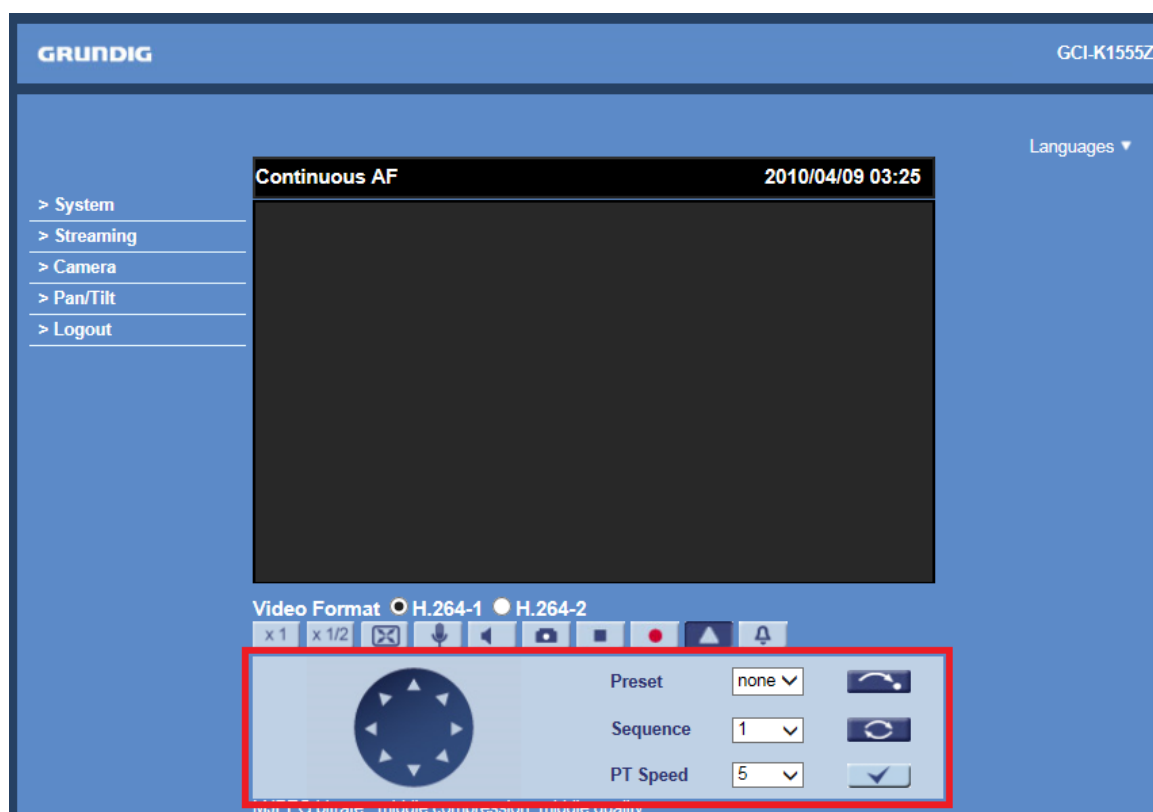 GRUNDIG
GCI-K1555Z
Languages ▼
Continuous AF 2010/04/09 03:25
> System
> Streaming
> Camera
> Pan/Tilt
> Logout
Video Format H.264-1 H.264-2
x 1 x 1/2
Preset none
Sequence 1
PT Speed 5